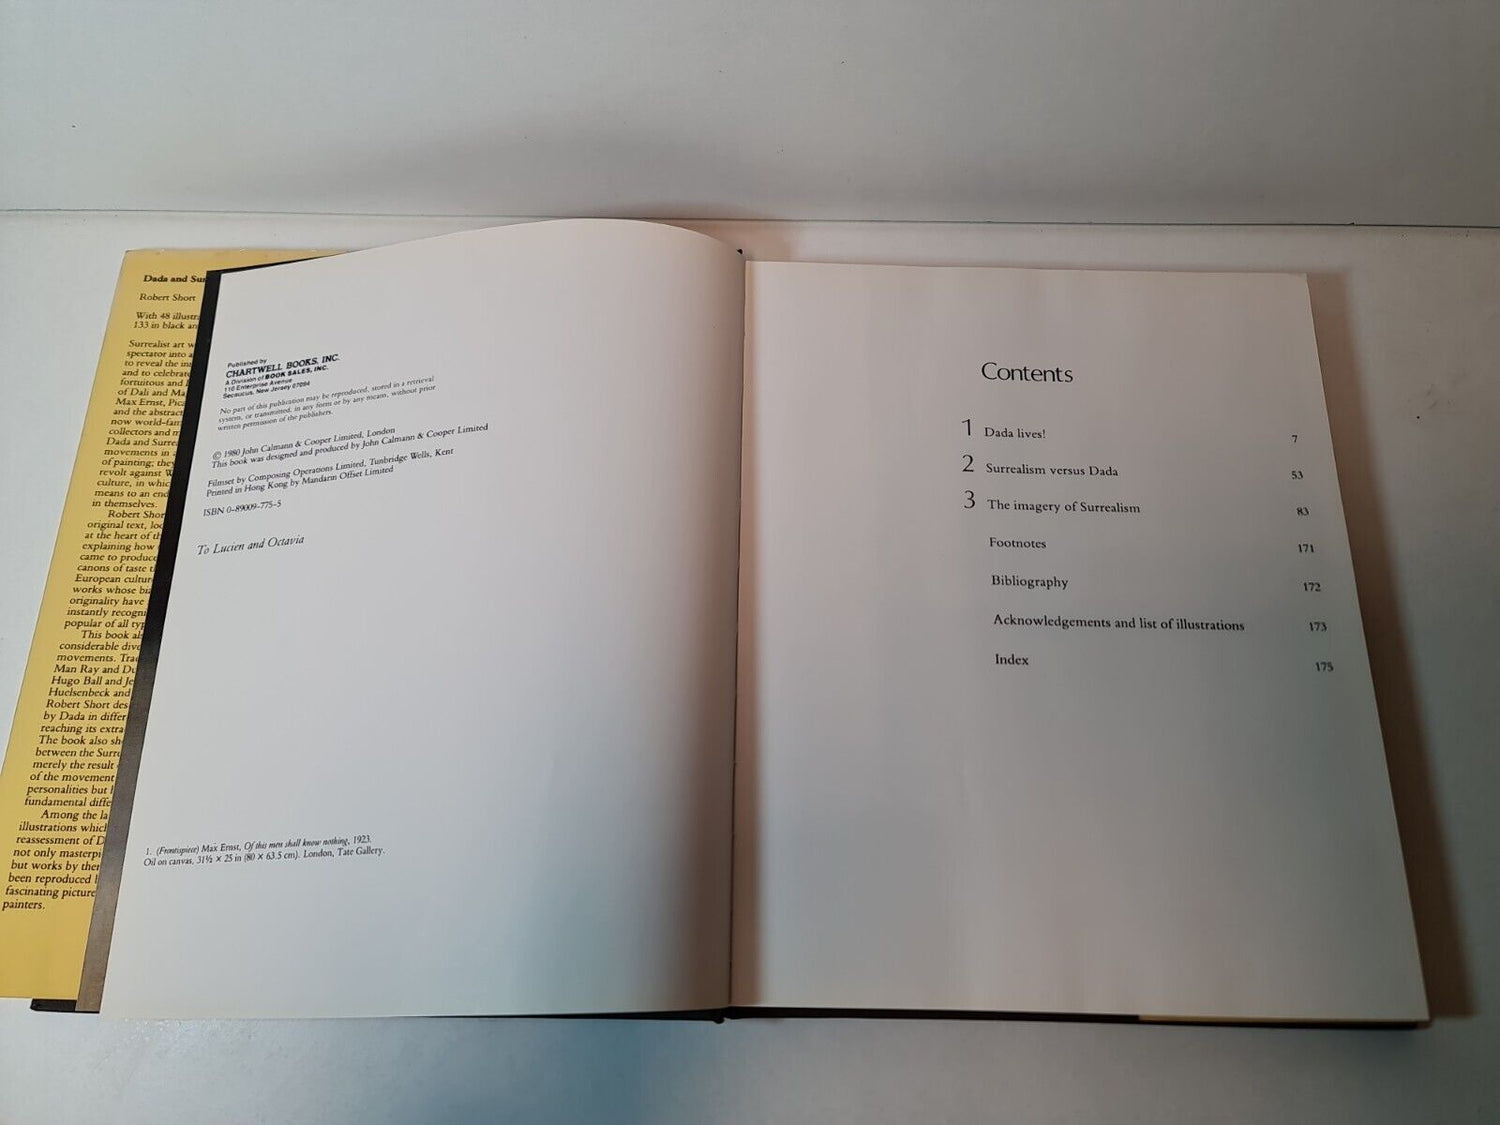 Dada and Sur
Robert Short
With 48 illustr
133 in black an
Surrealist art w
spectator into a
to reveal the in
and to celebrate
fortuitous and
of Dali and Ma
Max Ernst, Pica
and the abstract
now world-fam
collectors and m
Dada and Surre
movements in a
of painting; they
revolt against W
culture, in whic
means to an end
in themselves.
Robert Shor
original text, loo
at the heart of th
explaining how
came to produce
canons of taste t
European culture
works whose biz
originality have
instantly recogni
popular of all typ
This book al
considerable dive
movements. Tra
Man Ray and Du
Hugo Ball and Je
Huelsenbeck and
Robert Short des
by Dada in differ
reaching its extra
The book also sh
between the Surre
merely the result
of the movement
personalities but
fundamental diffe
Among the la
illustrations which
reassessment of D
not only masterpi
but works by ther
been reproduced
fascinating picture
painters.
Published by
CHARTWELL BOOKS, INC.
A Division of BOOK SALES, INC.
110 Enterprise Avenue
Secaucus, New Jersey 07094
No part of this publication may be reproduced, stored in a retrieval
system, or transmitted, in any form or by any means, without prior
written permission of the publishers.
© 1980 John Calmann & Cooper Limited, London
This book was designed and produced by John Calmann & Cooper Limited
Filmset by Composing Operations Limited, Tunbridge Wells, Kent
Printed in Hong Kong by Mandarin Offset Limited
ISBN 0-89009-775-5
To Lucien and Octavia
1. (Frontispiece) Max Ernst, Of this men shall know nothing, 1923.
Oil on canvas, 31½ × 25 in (80 × 63.5 cm). London, Tate Gallery.
Contents
1 Dada lives! 7
2 Surrealism versus Dada 53
3 The imagery of Surrealism 83
Footnotes 171
Bibliography 172
Acknowledgements and list of illustrations 173
Index 175